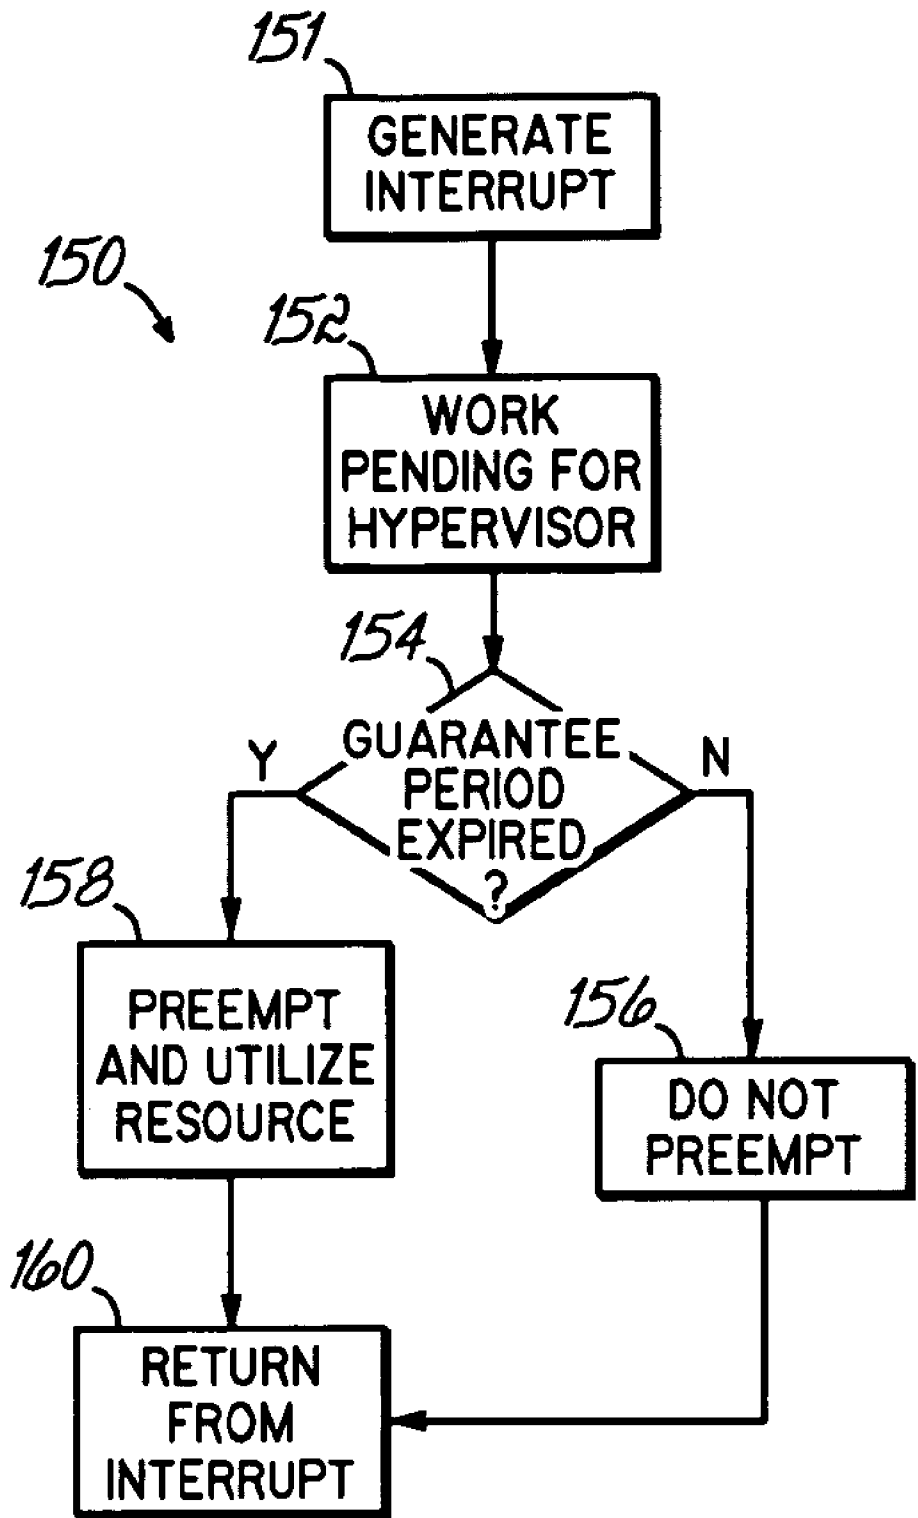 151
GENERATE
INTERRUPT
150
152
WORK
PENDING FOR
HYPERVISOR
154
GUARANTEE
PERIOD
EXPIRED
?
Y
N
158
PREEMPT
AND UTILIZE
RESOURCE
156
DO NOT
PREEMPT
160
RETURN
FROM
INTERRUPT